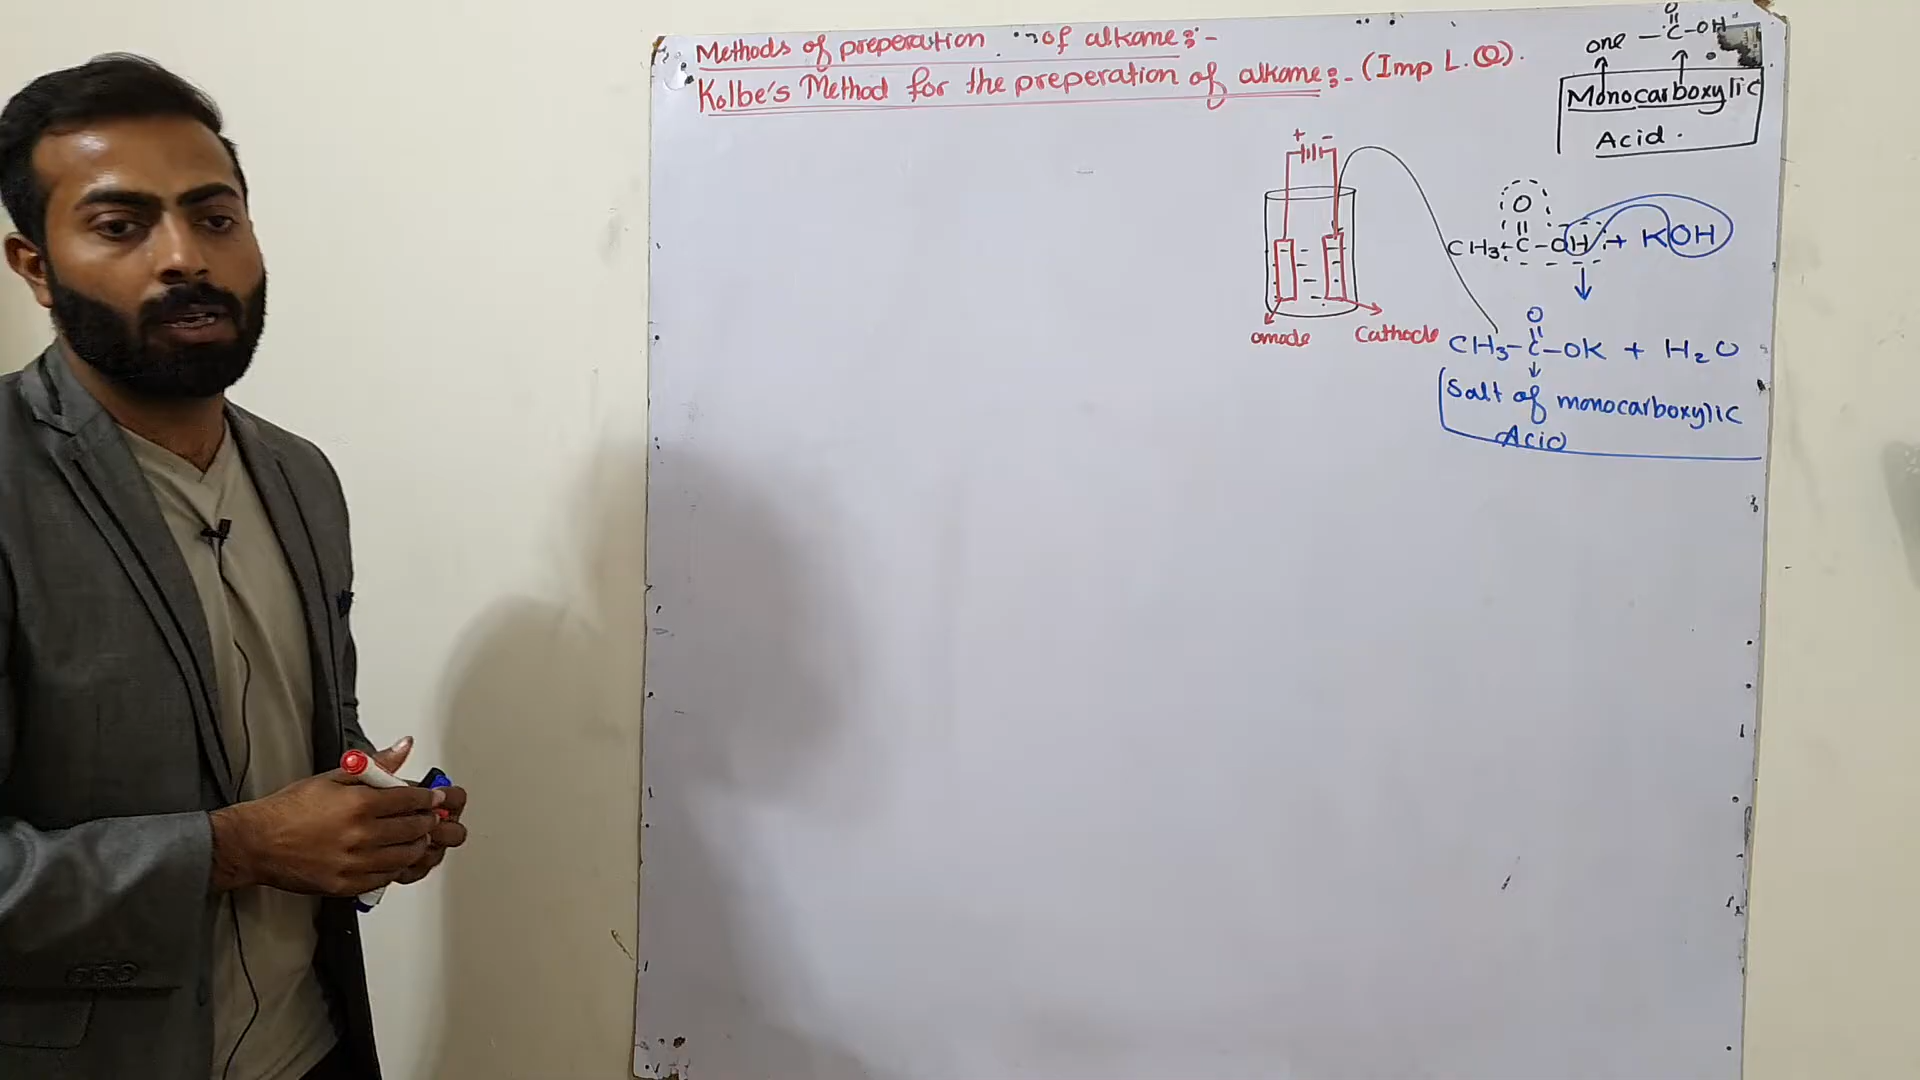 Methods of preperation of alkane:-
Kolbe's Method for the preperation of alkane:- (Imp L.Q).
O
one -C-OH
Monocarboxylic
Acid.
+ -
anode Cathode
O
CH3-C-OH + KOH
O
CH3-C-OK + H2O
Salt of monocarboxylic
Acid